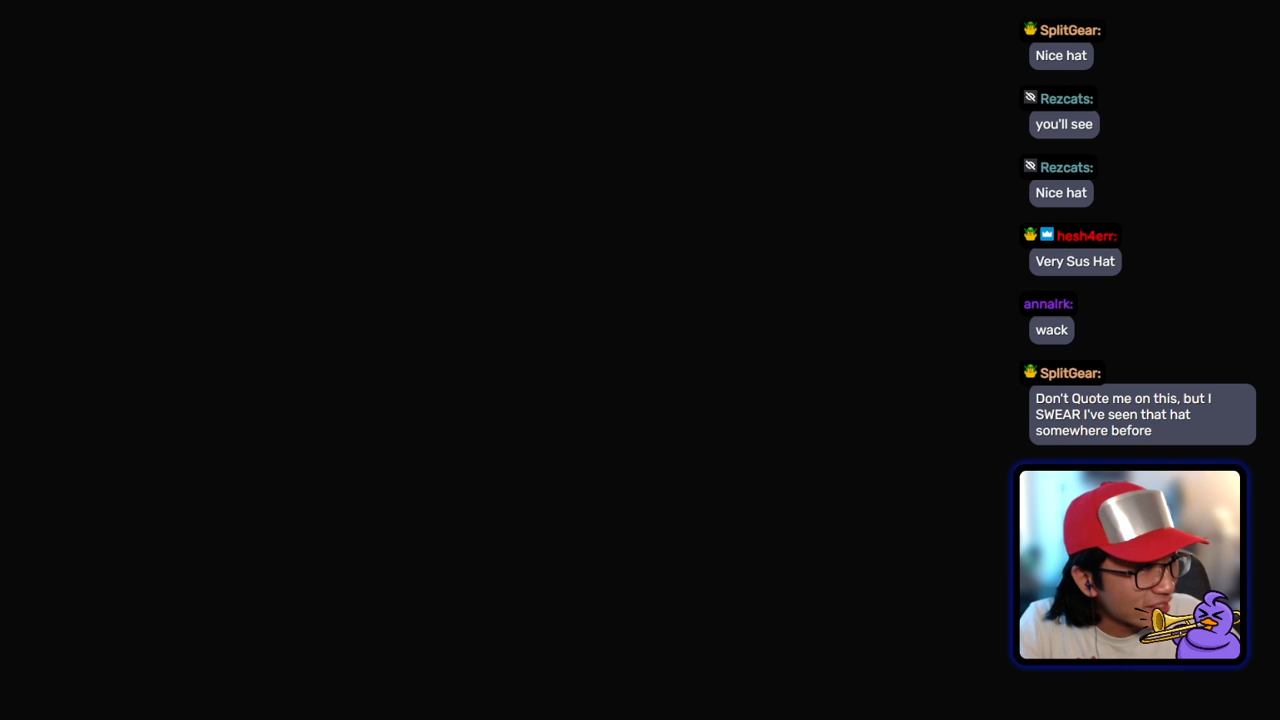 SplitGear:
Nice hat
Rezcats:
you'll see
Rezcats:
Nice hat
hesh4err:
Very Sus Hat
annalrk:
wack
SplitGear:
Don't Quote me on this, but I
SWEAR I've seen that hat
somewhere before